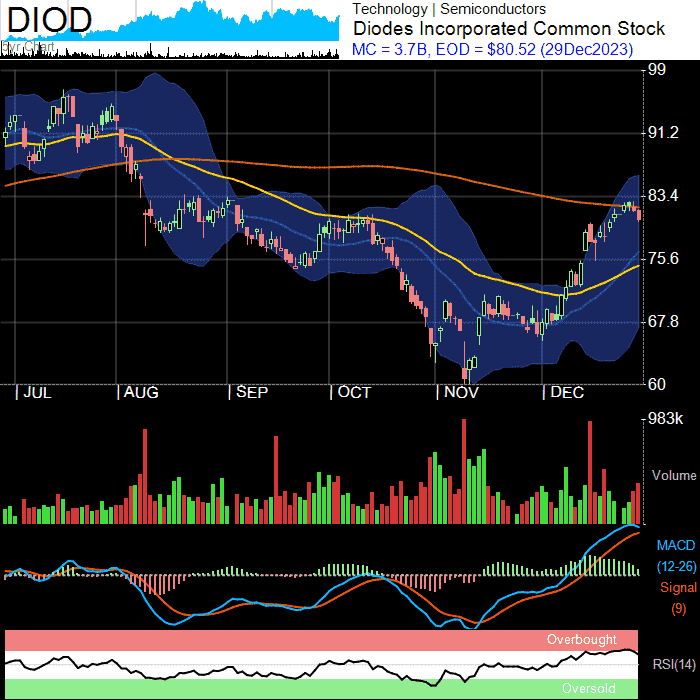 DIOD
5yr Chart
Technology | Semiconductors
Diodes Incorporated Common Stock
MC = 3.7B, EOD = $80.52 (29Dec2023)
99
91.2
83.4
75.6
67.8
60
JUL AUG SEP OCT NOV DEC
983k
Volume
MACD
(12-26)
Signal
(9)
Overbought
RSI(14)
Oversold